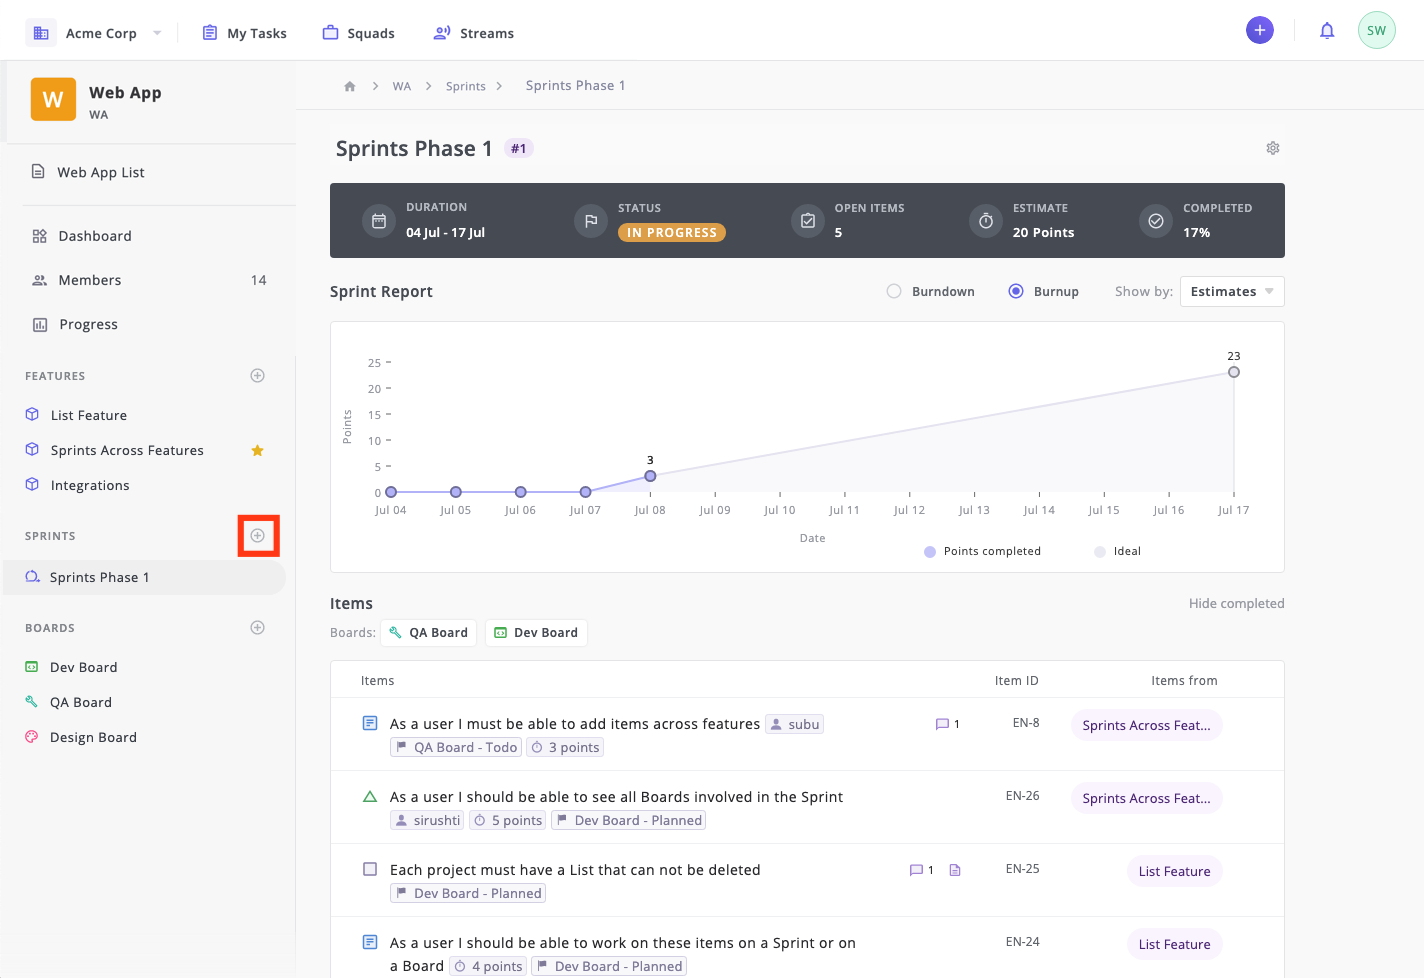 Acme Corp
My Tasks
Squads
Streams
SW
W
Web App
WA
WA
Sprints
Sprints Phase 1
Web App List
Dashboard
Members 14
Progress
FEATURES
List Feature
Sprints Across Features
Integrations
SPRINTS
Sprints Phase 1
BOARDS
Dev Board
QA Board
Design Board
Sprints Phase 1 #1
DURATION
04 Jul - 17 Jul
STATUS
IN PROGRESS
OPEN ITEMS
5
ESTIMATE
20 Points
COMPLETED
17%
Sprint Report
Burndown
Burnup
Show by: Estimates
Points
25
20
15
10
5
0
3
23
Jul 04 Jul 05 Jul 06 Jul 07 Jul 08 Jul 09 Jul 10 Jul 11 Jul 12 Jul 13 Jul 14 Jul 15 Jul 16 Jul 17
Date
Points completed
Ideal
Items
Hide completed
Boards: QA Board Dev Board
Items Item ID Items from
As a user I must be able to add items across features subu 1 EN-8 Sprints Across Feat...
QA Board - Todo 3 points
As a user I should be able to see all Boards involved in the Sprint EN-26 Sprints Across Feat...
sirushti 5 points Dev Board - Planned
Each project must have a List that can not be deleted 1 EN-25 List Feature
Dev Board - Planned
As a user I should be able to work on these items on a Sprint or on EN-24 List Feature
a Board 4 points Dev Board - Planned